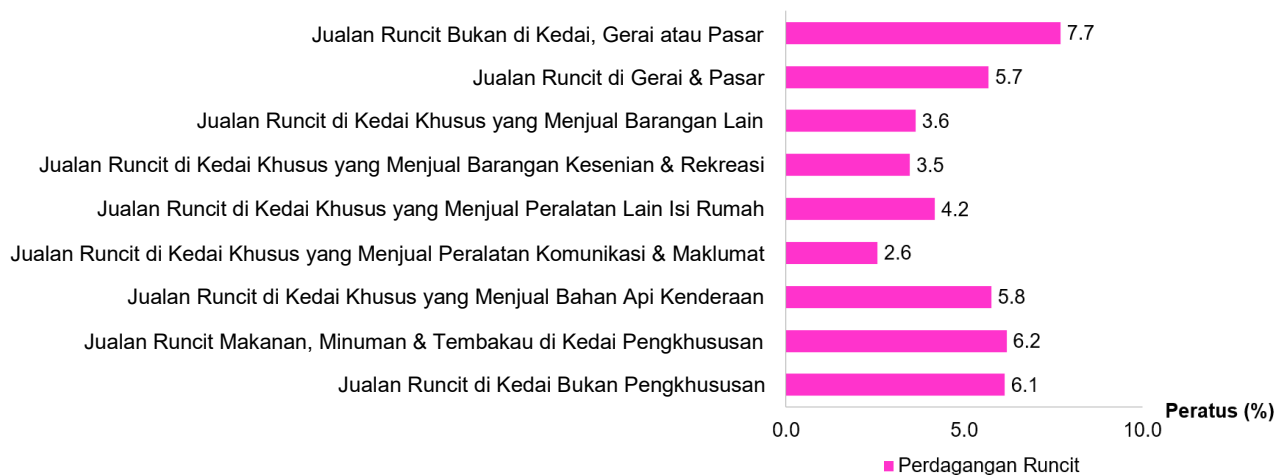 Jualan Runcit Bukan di Kedai, Gerai atau Pasar 7.7
Jualan Runcit di Gerai & Pasar 5.7
Jualan Runcit di Kedai Khusus yang Menjual Barangan Lain 3.6
Jualan Runcit di Kedai Khusus yang Menjual Barangan Kesenian & Rekreasi 3.5
Jualan Runcit di Kedai Khusus yang Menjual Peralatan Lain Isi Rumah 4.2
Jualan Runcit di Kedai Khusus yang Menjual Peralatan Komunikasi & Maklumat 2.6
Jualan Runcit di Kedai Khusus yang Menjual Bahan Api Kenderaan 5.8
Jualan Runcit Makanan, Minuman & Tembakau di Kedai Pengkhususan 6.2
Jualan Runcit di Kedai Bukan Pengkhususan 6.1
Peratus (%)
0.0 5.0 10.0
Perdagangan Runcit